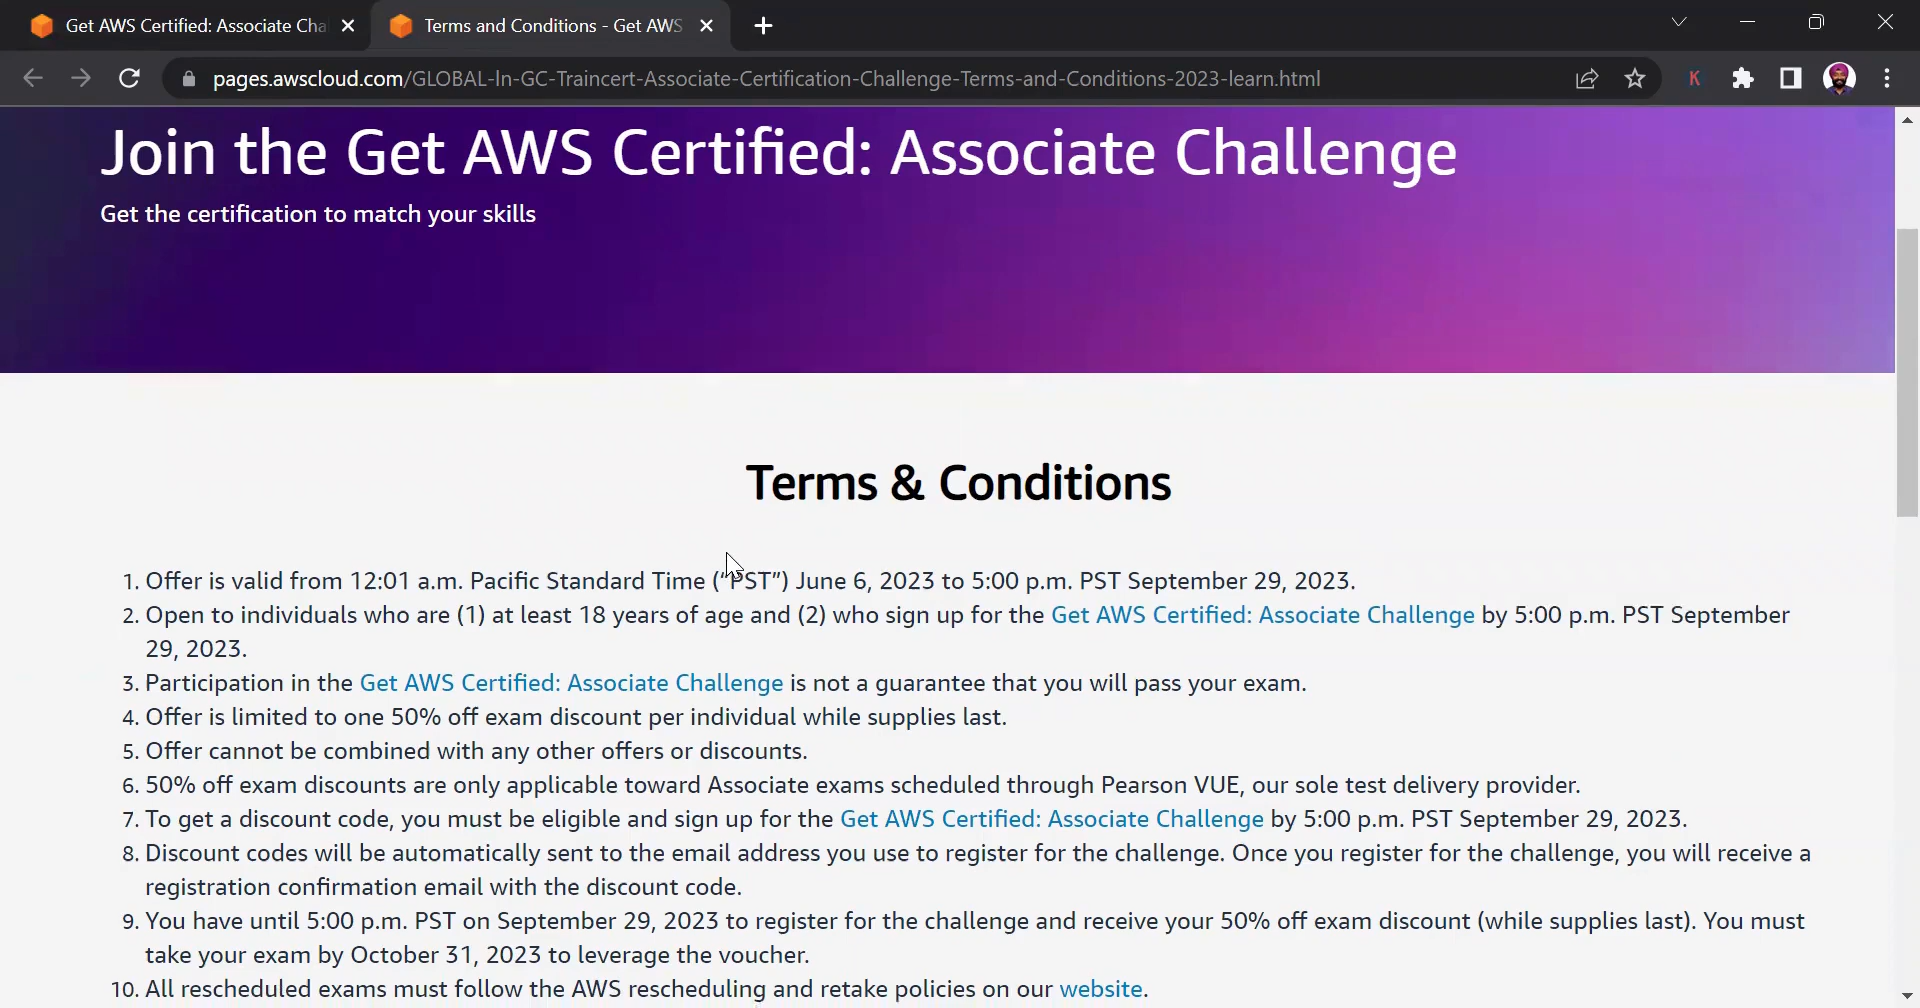 Get AWS Certified: Associate Cha
Terms and Conditions - Get AWS
pages.awscloud.com/GLOBAL-ln-GC-Traincert-Associate-Certification-Challenge-Terms-and-Conditions-2023-learn.html
K
Join the Get AWS Certified: Associate Challenge
Get the certification to match your skills
Terms & Conditions
1. Offer is valid from 12:01 a.m. Pacific Standard Time (“PST”) June 6, 2023 to 5:00 p.m. PST September 29, 2023.
2. Open to individuals who are (1) at least 18 years of age and (2) who sign up for the Get AWS Certified: Associate Challenge by 5:00 p.m. PST September
29, 2023.
3. Participation in the Get AWS Certified: Associate Challenge is not a guarantee that you will pass your exam.
4. Offer is limited to one 50% off exam discount per individual while supplies last.
5. Offer cannot be combined with any other offers or discounts.
6. 50% off exam discounts are only applicable toward Associate exams scheduled through Pearson VUE, our sole test delivery provider.
7. To get a discount code, you must be eligible and sign up for the Get AWS Certified: Associate Challenge by 5:00 p.m. PST September 29, 2023.
8. Discount codes will be automatically sent to the email address you use to register for the challenge. Once you register for the challenge, you will receive a
registration confirmation email with the discount code.
9. You have until 5:00 p.m. PST on September 29, 2023 to register for the challenge and receive your 50% off exam discount (while supplies last). You must
take your exam by October 31, 2023 to leverage the voucher.
10. All rescheduled exams must follow the AWS rescheduling and retake policies on our website.